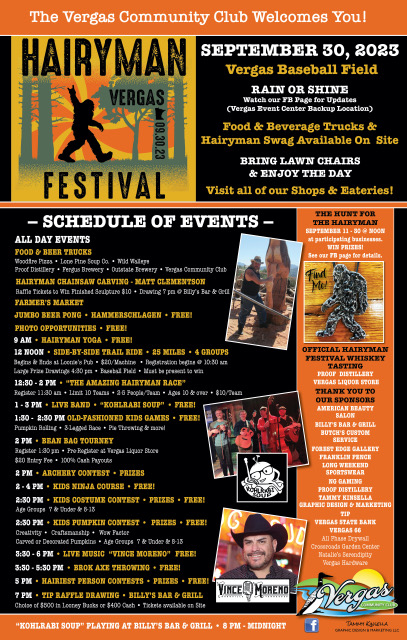 The Vergas Community Club Welcomes You!
HAIRYMAN
VERGAS
09.30.23
FESTIVAL
SEPTEMBER 30, 2023
Vergas Baseball Field
RAIN OR SHINE
Watch our FB Page for Updates
(Vergas Event Center Backup Location)
Food & Beverage Trucks &
Hairyman Swag Available On Site
BRING LAWN CHAIRS
& ENJOY THE DAY
Visit all of our Shops & Eateries!
– SCHEDULE OF EVENTS –
ALL DAY EVENTS
FOOD & BEER TRUCKS
Woodfire Pizza • Lone Pine Soup Co. • Wild Walleye
Proof Distillery • Fergus Brewery • Outstate Brewery • Vergas Community Club
HAIRYMAN CHAINSAW CARVING - MATT CLEMENTSON
Raffle Tickets to Win Finished Sculpture $10 • Drawing 7 pm @ Billy's Bar & Grill
FARMER'S MARKET
JUMBO BEER PONG • HAMMERSCHLAGEN • FREE!
PHOTO OPPORTUNITIES • FREE!
9 AM • HAIRYMAN YOGA • FREE!
12 NOON • SIDE-BY-SIDE TRAIL RIDE • 25 MILES • 4 GROUPS
Begins & Ends at Loonie's Pub • $20/Machine • Registration begins @ 10:30 am
Large Prize Drawings 4:30 pm • Baseball Field • Must be present to win
12:30 - 2 PM • "THE AMAZING HAIRYMAN RACE"
Register 11:30 am • Limit 10 Teams • 2-5 People/Team • Ages 10 & over • $10/Team
1 - 3 PM • LIVE BAND • "KOHLRABI SOUP" • FREE!
1:30 - 2:30 PM OLD-FASHIONED KIDS GAMES • FREE!
Pumpkin Rolling • 3-Legged Race • Pie Throwing & more!
2 PM • BEAN BAG TOURNEY
Register 1:30 pm • Pre-Register at Vergas Liquor Store
$20 Entry Fee • 100% Cash Payouts
2 PM • ARCHERY CONTEST • PRIZES
2 - 4 PM • KIDS NINJA COURSE • FREE!
2:30 PM • KIDS COSTUME CONTEST • PRIZES • FREE!
Age Groups 7 & Under & 8-13
2:30 PM • KIDS PUMPKIN CONTEST • PRIZES • FREE!
Creativity • Craftsmanship • Wow Factor
Carved or Decorated Pumpkins • Age Groups 7 & Under & 8-13
3:30 - 6 PM • LIVE MUSIC "VINCE MORENO" FREE!
3:30 - 5:30 PM • BROK AXE THROWING • FREE!
5 PM • HAIRIEST PERSON CONTESTS • PRIZES • FREE!
7 PM • TIP RAFFLE DRAWING • BILLY'S BAR & GRILL
Choice of $500 in Looney Bucks or $400 Cash • Tickets available on Site
"KOHLRABI SOUP" PLAYING AT BILLY'S BAR & GRILL • 8 PM - MIDNIGHT
VINCE MORENO
THE HUNT FOR
THE HAIRYMAN
SEPTEMBER 11 - 30 @ NOON
at participating businesses.
WIN PRIZES!
See our FB page for details.
Find
Me!
OFFICIAL HAIRYMAN
FESTIVAL WHISKEY
TASTING
PROOF DISTILLERY
VERGAS LIQUOR STORE
THANK YOU TO
OUR SPONSORS
AMERICAN BEAUTY
SALON
BILLY'S BAR & GRILL
BUTCH'S CUSTOM
SERVICE
FOREST EDGE GALLERY
FRANKLIN FENCE
LONG WEEKEND
SPORTSWEAR
NG GAMING
PROOF DISTILLERY
TAMMY KINSELLA
GRAPHIC DESIGN & MARKETING
TIP
VERGAS STATE BANK
VERGAS 66
All Phase Drywall
Crossroads Garden Center
Natalie's Serendipity
Vergas Hardware
Vergas
COMMUNITY CLUB
TAMMY KINSELLA
GRAPHIC DESIGN & MARKETING LLC